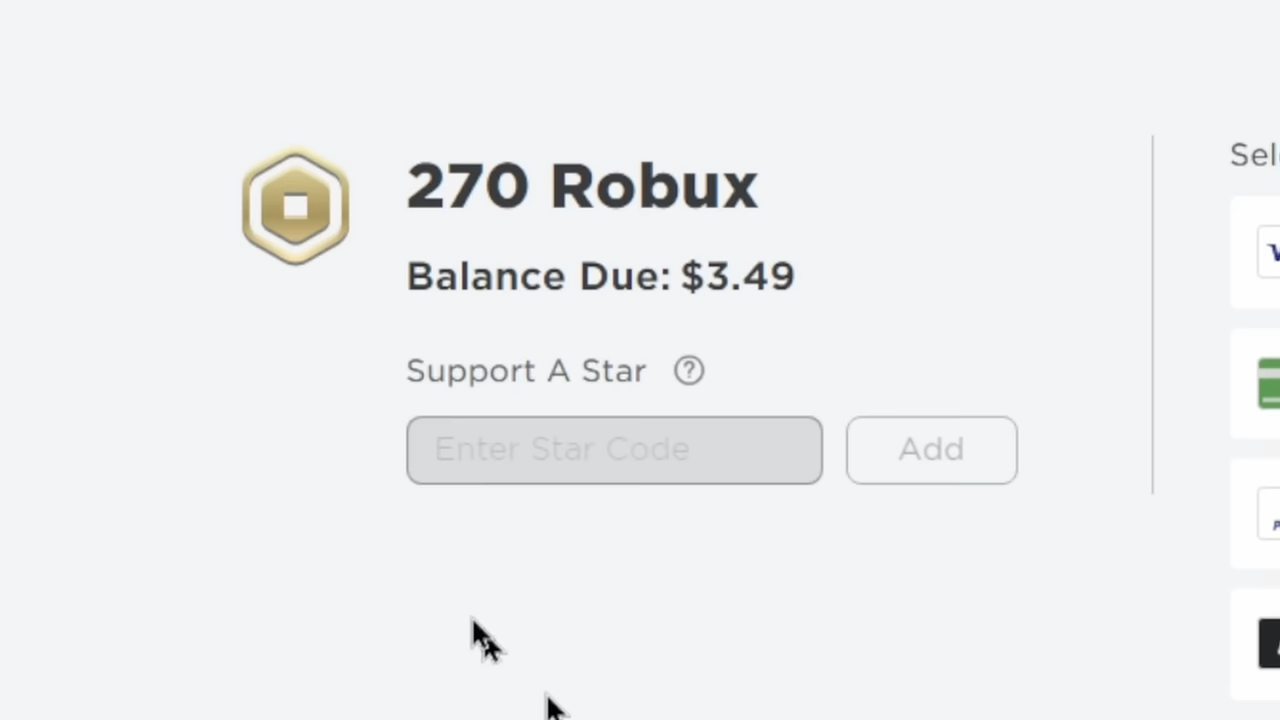 270 Robux
Balance Due: $3.49
Support A Star
Enter Star Code
Add